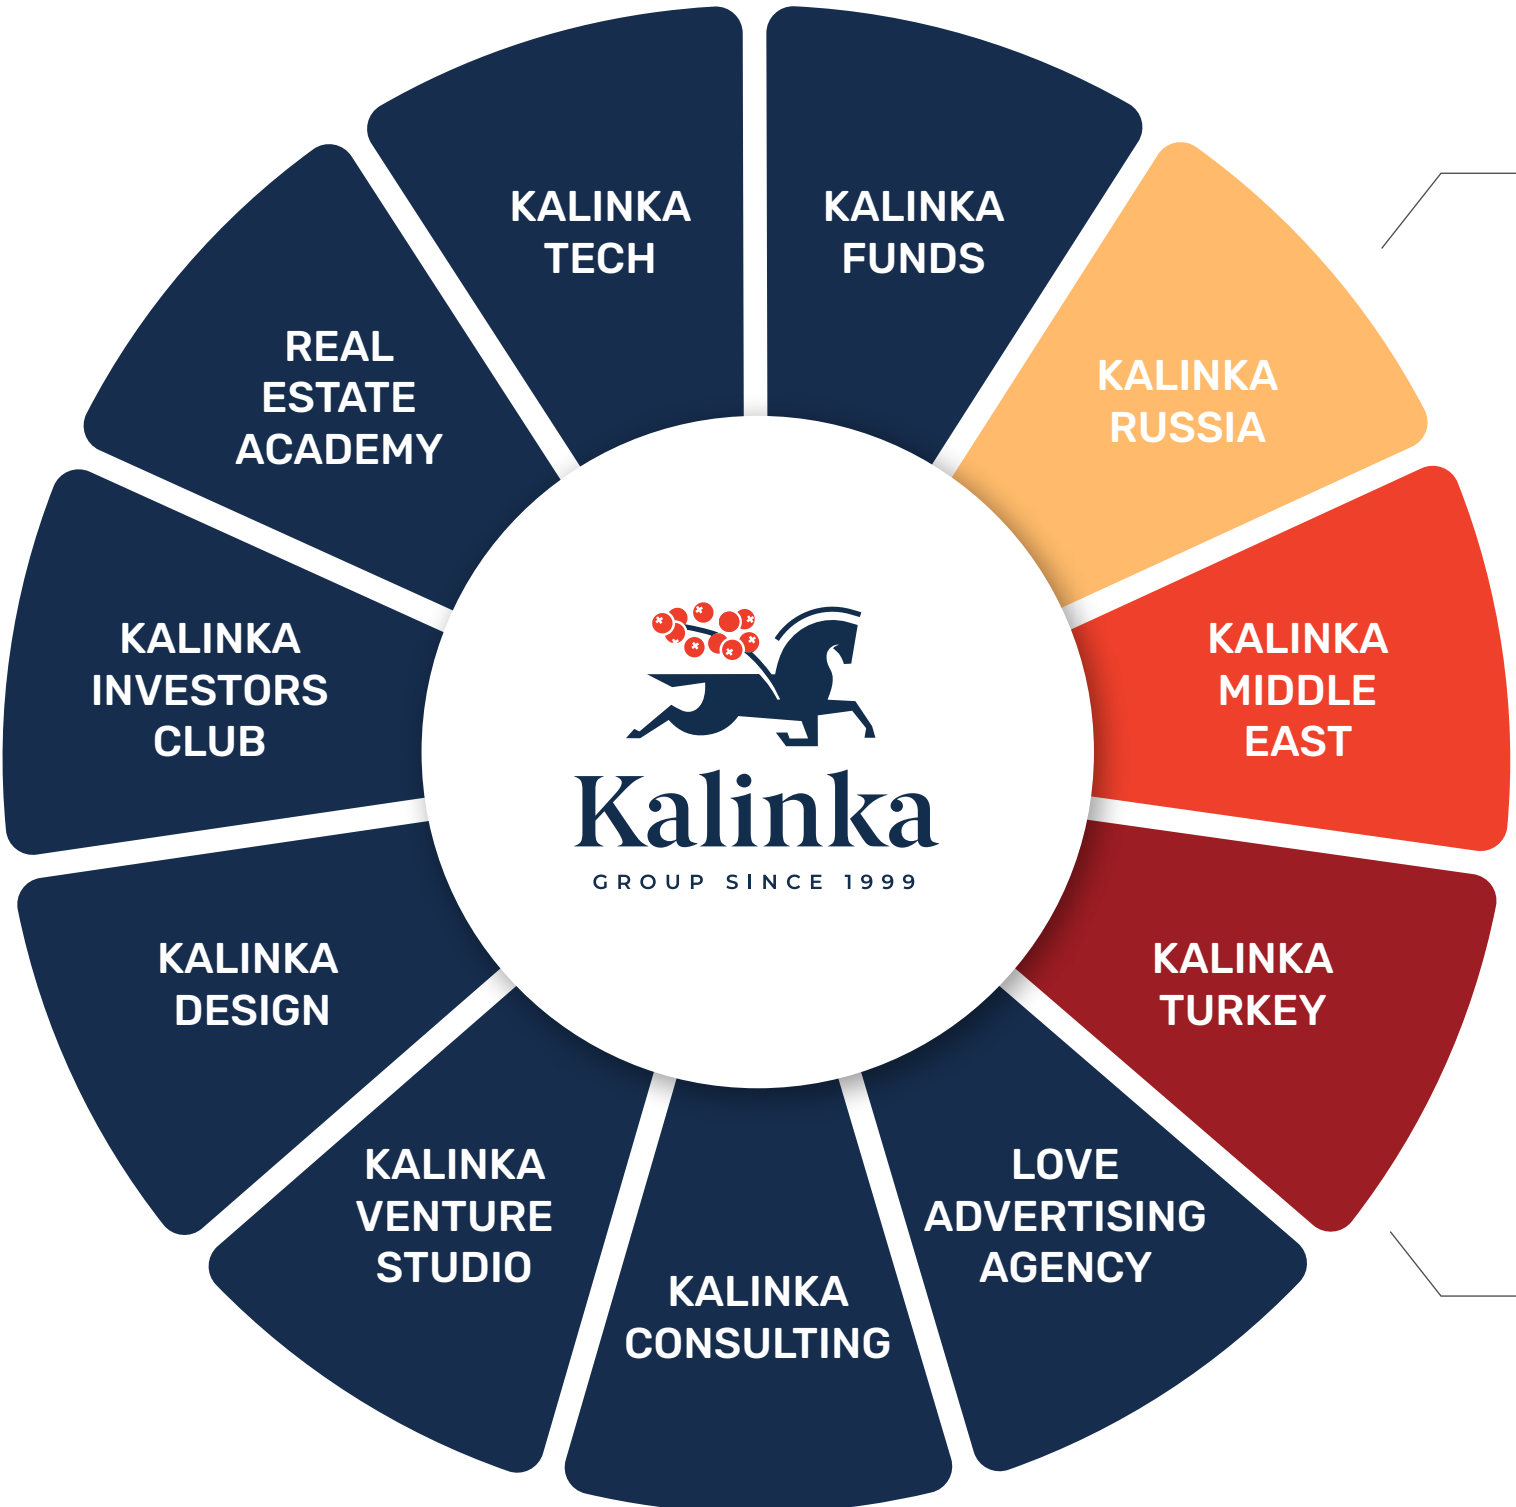 KALINKA
TECH
KALINKA
FUNDS
KALINKA
RUSSIA
KALINKA
MIDDLE
EAST
KALINKA
TURKEY
LOVE
ADVERTISING
AGENCY
KALINKA
CONSULTING
KALINKA
VENTURE
STUDIO
KALINKA
DESIGN
KALINKA
INVESTORS
CLUB
REAL
ESTATE
ACADEMY
Kalinka
GROUP SINCE 1999